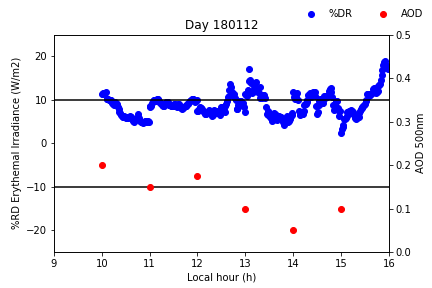 %DR AOD
Day 180112
%RD Erythermal Irradiance (W/m2)
20
10
0
−10
−20
0.5
0.4
0.3
0.2
0.1
0.0
AOD 500nm
9 10 11 12 13 14 15 16
Local hour (h)